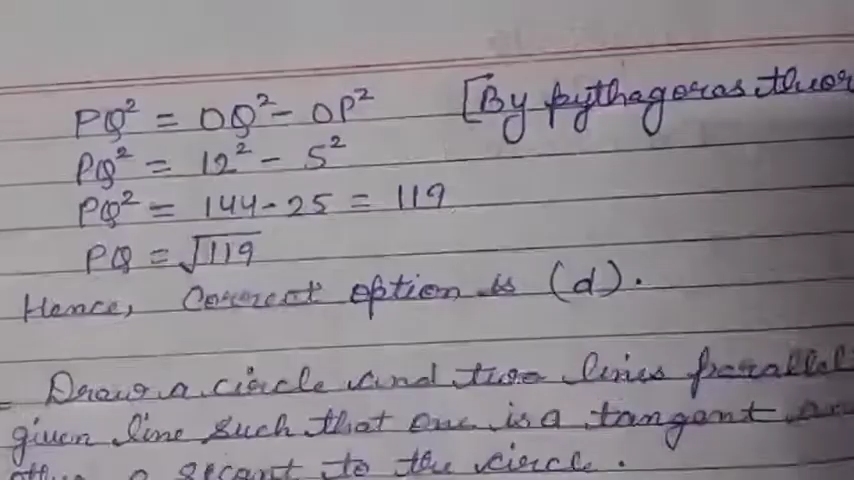 PQ² = OQ² - OP² [By pythagoras theor
PQ² = 12² - 5²
PQ² = 144 - 25 = 119
PQ = √119
Hence, Correct option is (d).
= Draw a circle and two lines parallel
given line such that one is a tangent
a secant to the circle.